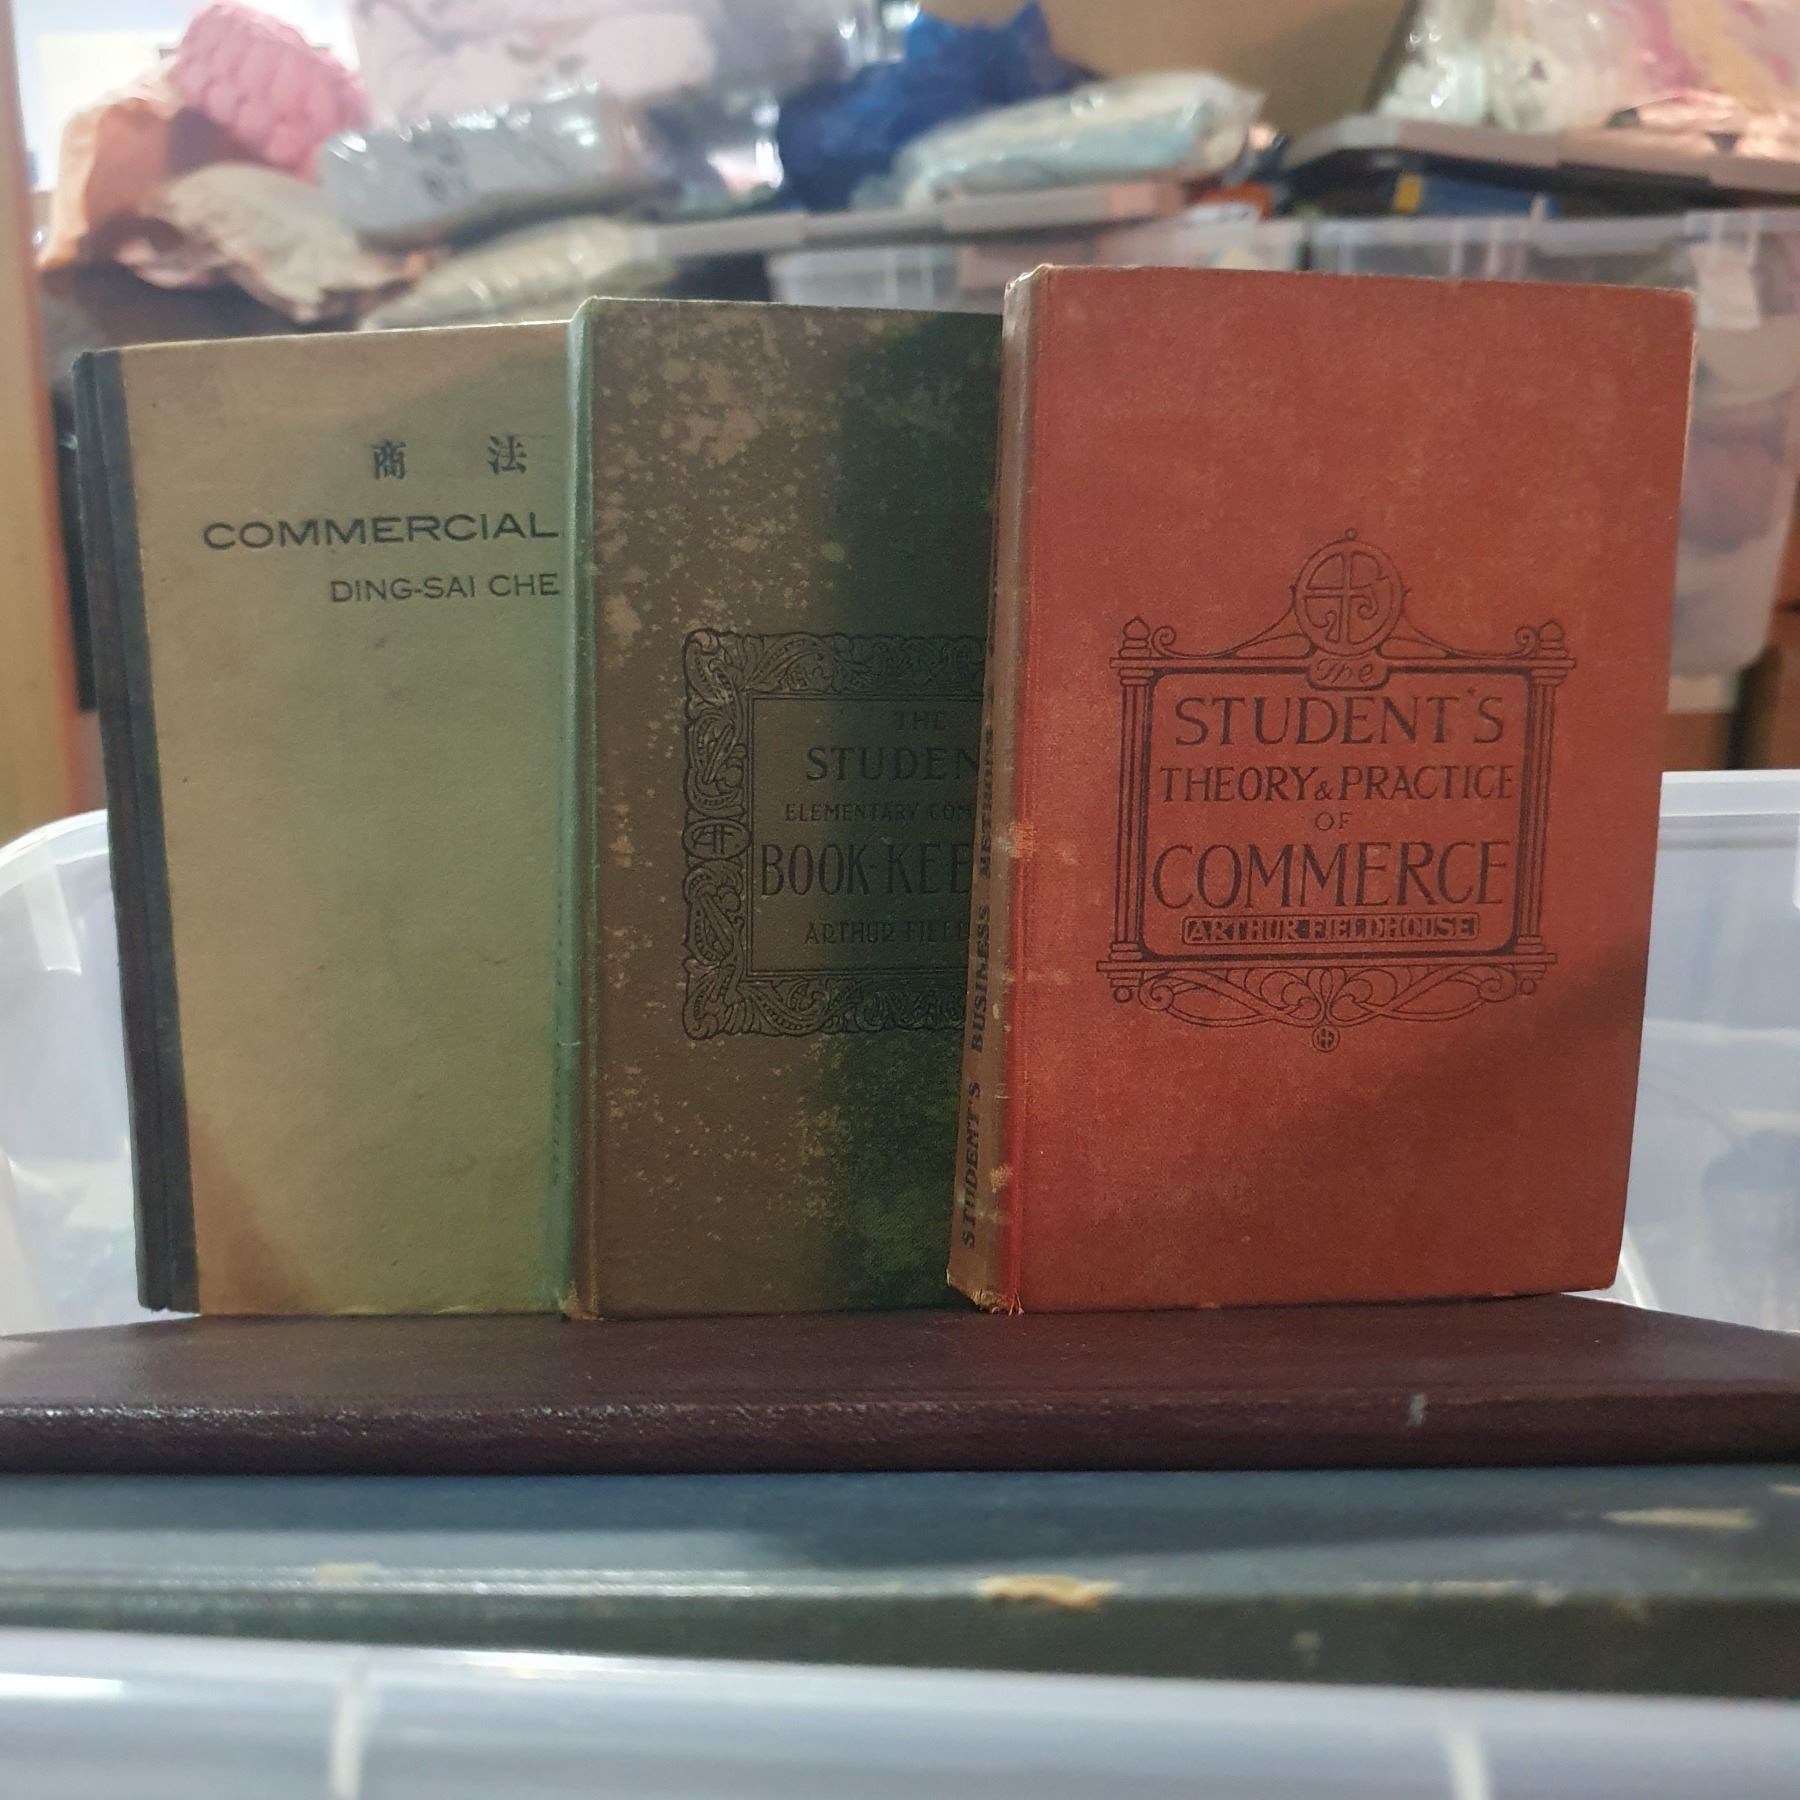 商 法
COMMERCIAL
DING-SAI CHE
THE
STUDEN
ELEMENTARY COM
BOOK-KEE
ARTHUR FIEL
STUDENT'S BUSINESS METHODS
The
STUDENT'S
THEORY & PRACTICE
OF
COMMERCE
ARTHUR FIELDHOUSE